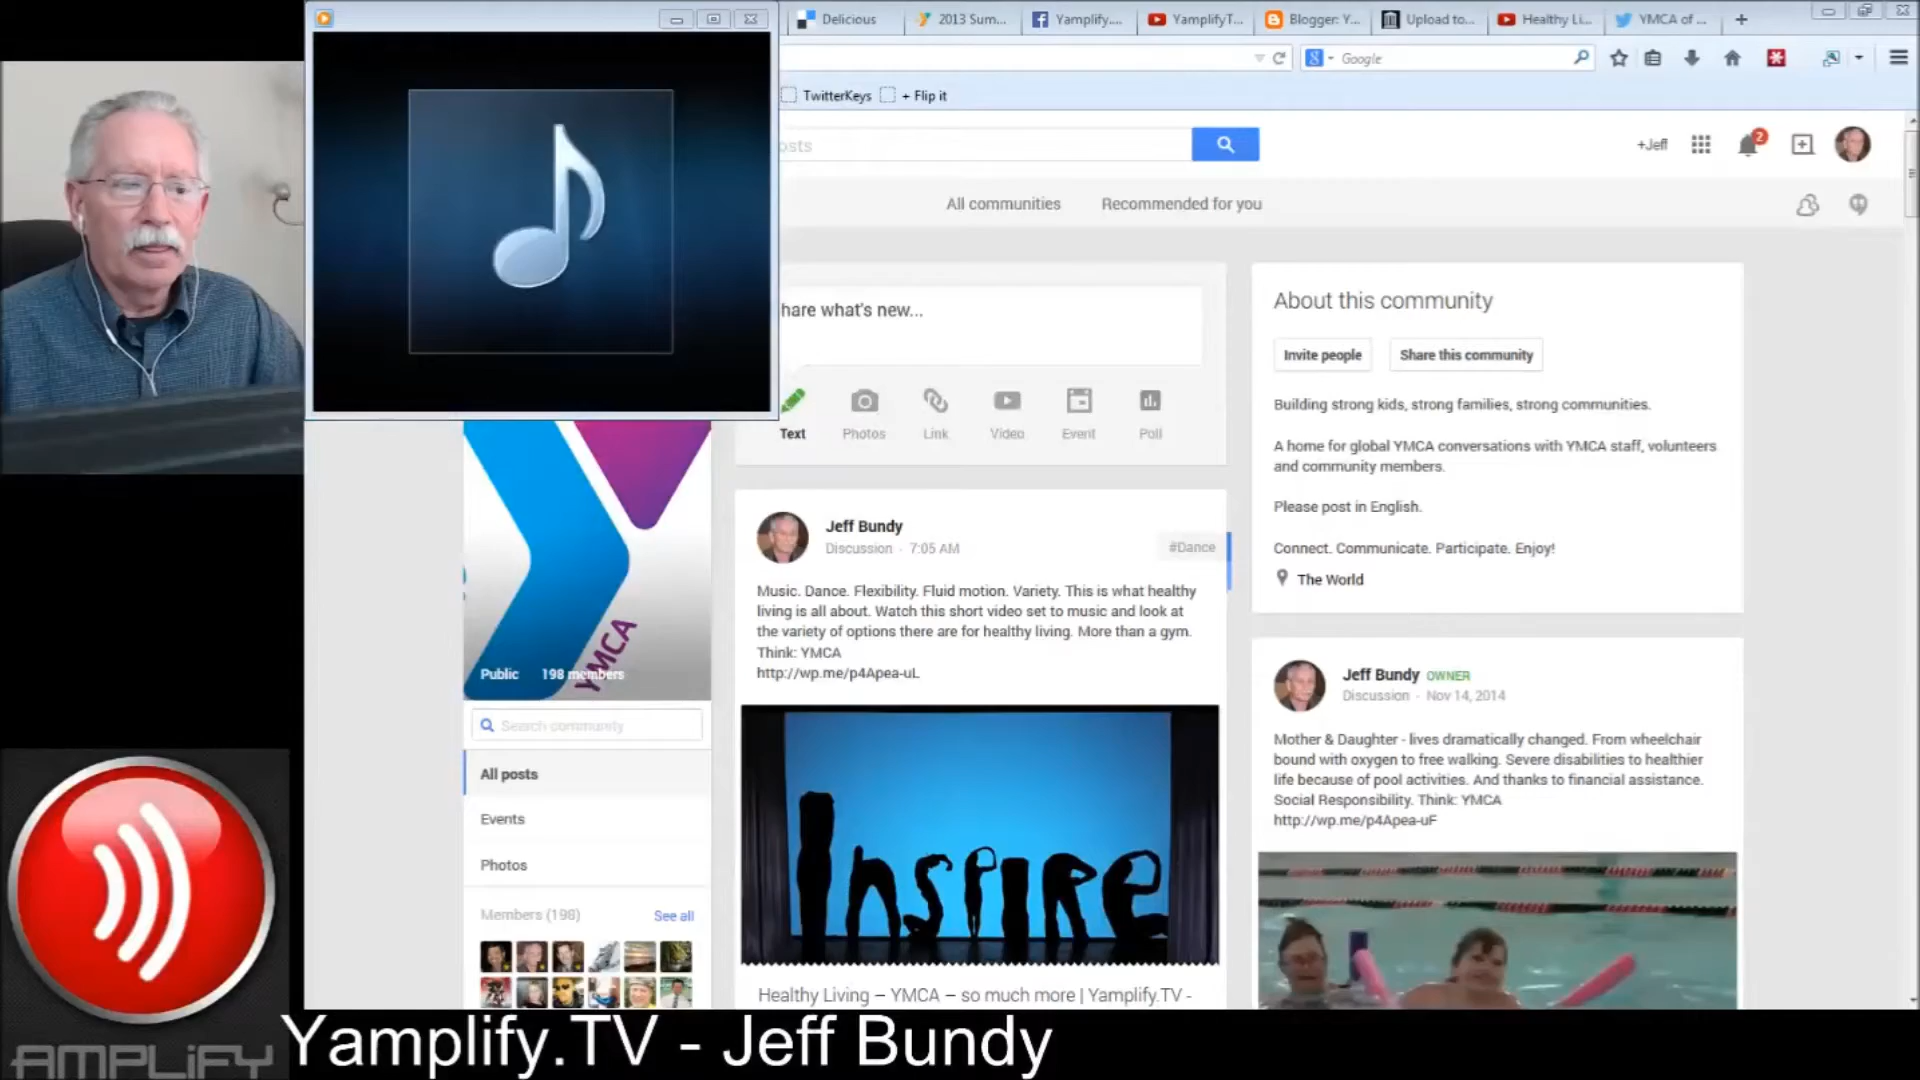 Delicious
2013 Sum...
Yamplify....
YamplifyT...
Blogger: Y...
Upload to...
Healthy Li...
YMCA of ...
Google
TwitterKeys
+ Flip it
osts
+Jeff
2
All communities
Recommended for you
hare what's new...
Text
Photos
Link
Video
Event
Poll
About this community
Invite people
Share this community
Building strong kids, strong families, strong communities.
A home for global YMCA conversations with YMCA staff, volunteers
and community members.
Please post in English.
Connect. Communicate. Participate. Enjoy!
The World
YMCA
Public
198 members
Search community
All posts
Events
Photos
Members (198)
See all
Jeff Bundy
Discussion - 7:05 AM
#Dance
Music. Dance. Flexibility. Fluid motion. Variety. This is what healthy
living is all about. Watch this short video set to music and look at
the variety of options there are for healthy living. More than a gym.
Think: YMCA
http://wp.me/p4Apea-uL
Inspire
Healthy Living – YMCA – so much more | Yamplify.TV -
Jeff Bundy OWNER
Discussion - Nov 14, 2014
Mother & Daughter - lives dramatically changed. From wheelchair
bound with oxygen to free walking. Severe disabilities to healthier
life because of pool activities. And thanks to financial assistance.
Social Responsibility. Think: YMCA
http://wp.me/p4Apea-uF
AMPLiFY
Yamplify.TV - Jeff Bundy